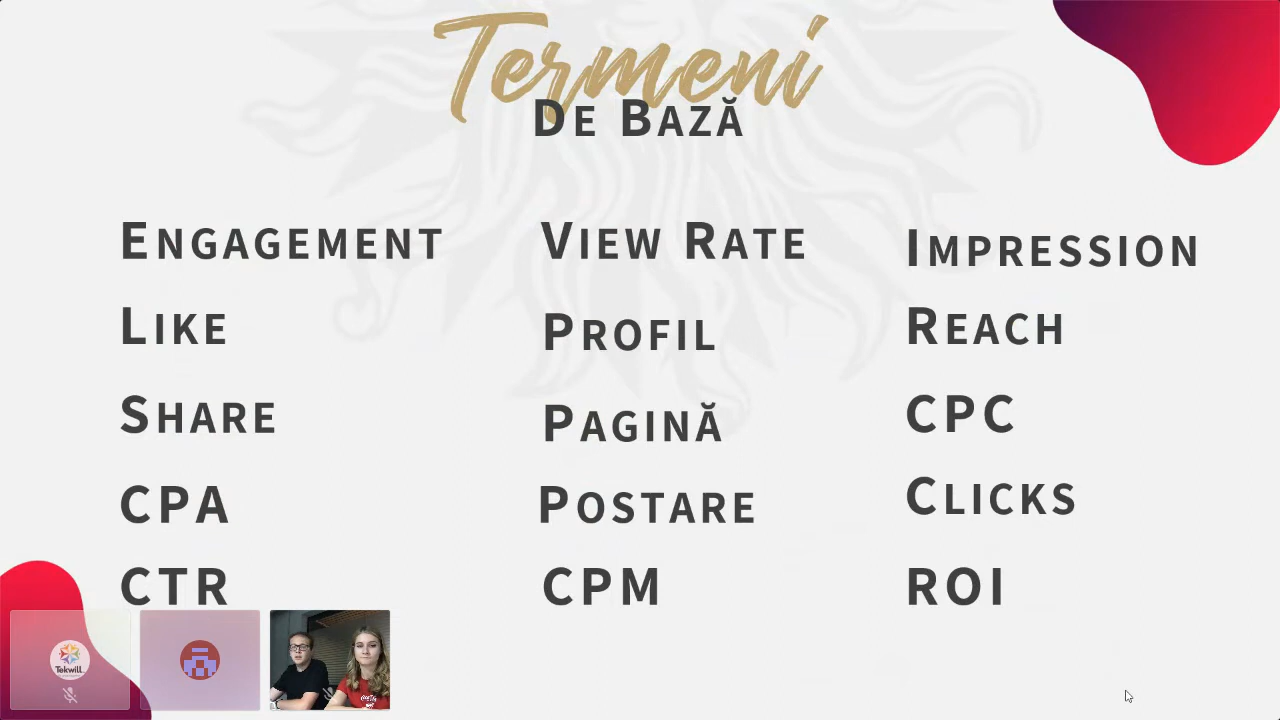 Termeni
De Bază
Engagement
Like
Share
CPA
CTR
View Rate
Profil
Pagină
Postare
CPM
Impression
Reach
CPC
Clicks
ROI
Tekwill